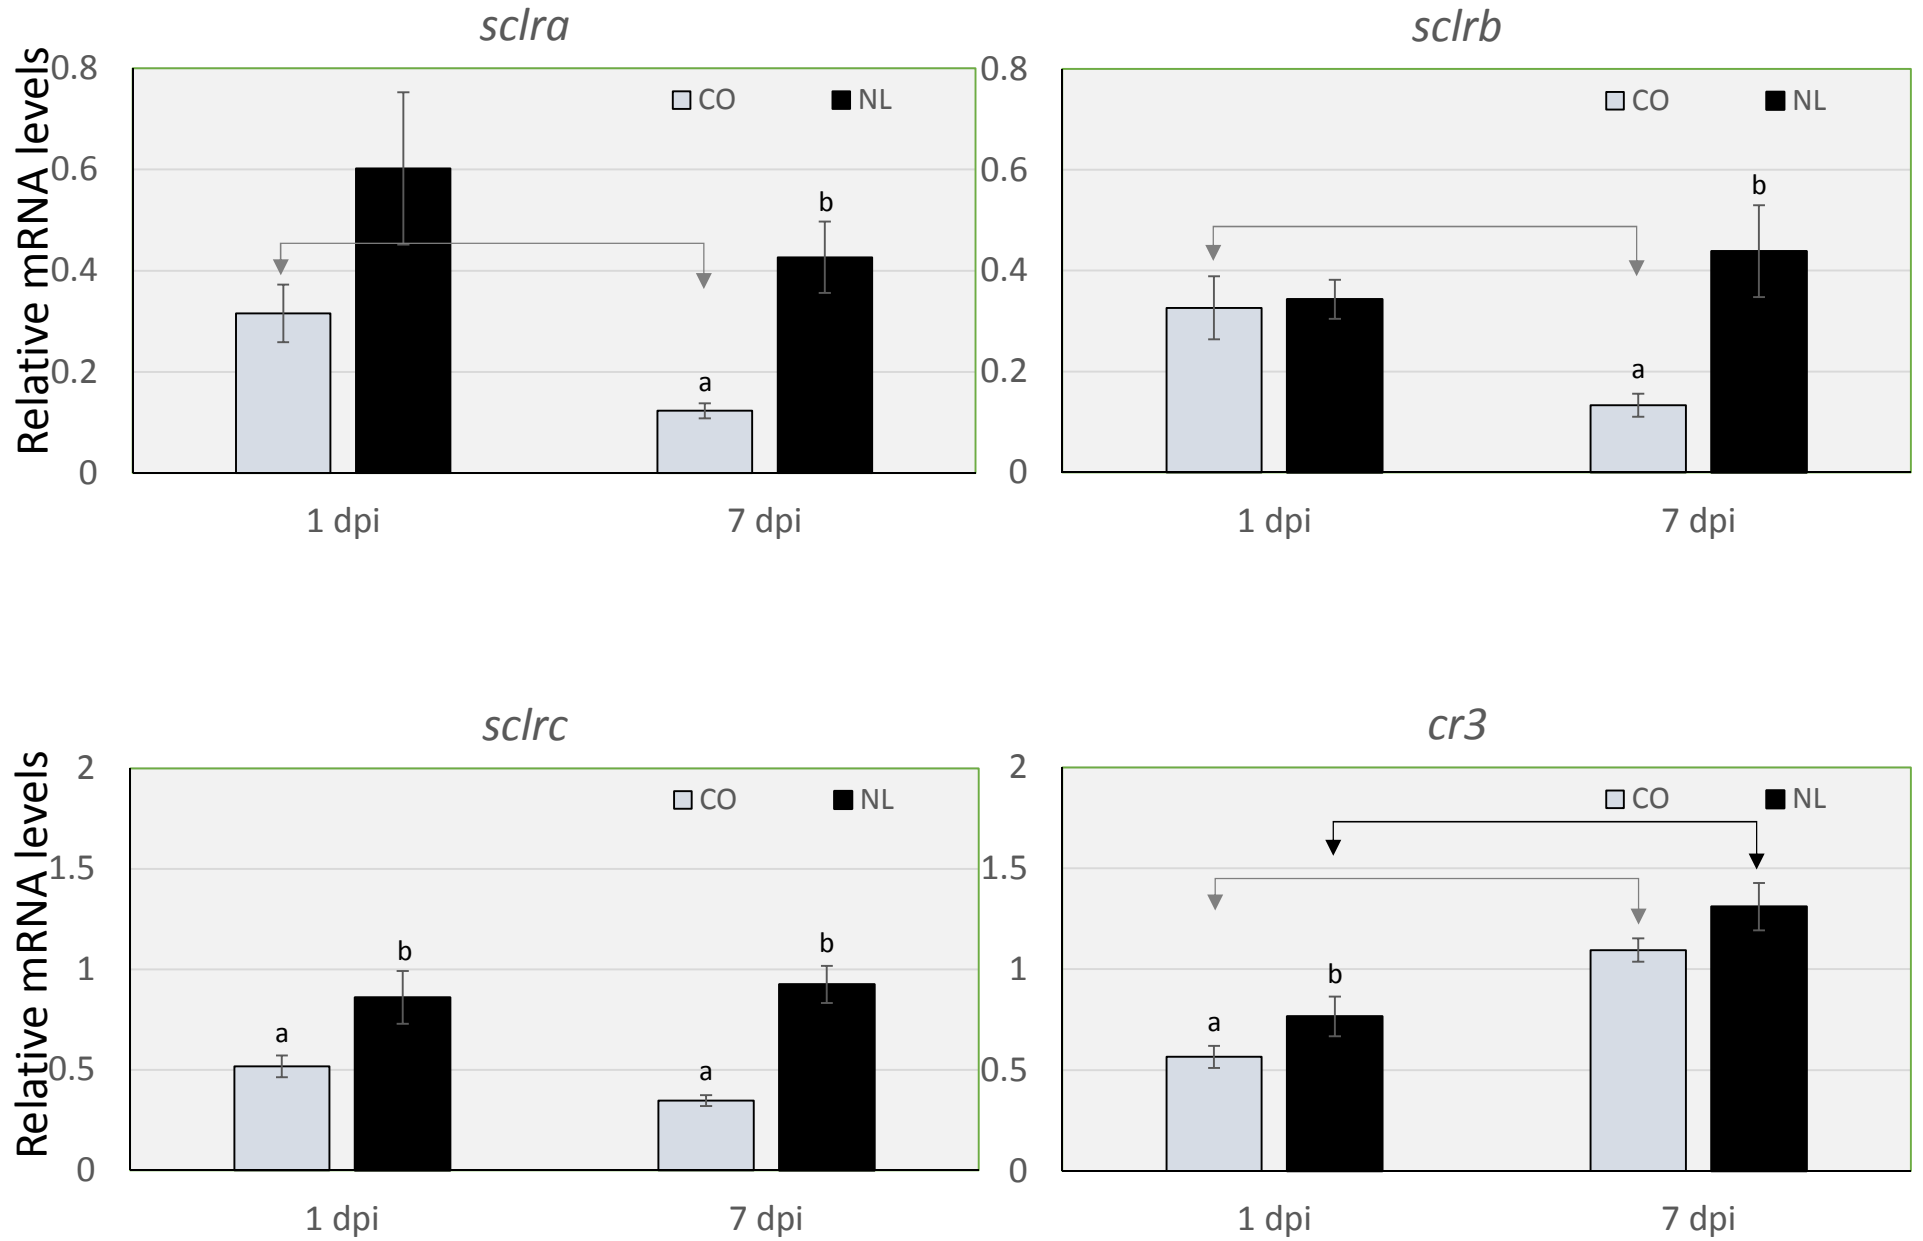 sclra
Relative mRNA levels
0.8
0.6
0.4
0.2
0
CO NL
b
a
1 dpi 7 dpi
sclrb
0.8
0.6
0.4
0.2
0
CO NL
b
a
1 dpi 7 dpi
sclrc
Relative mRNA levels
2
1.5
1
0.5
0
CO NL
a b a b
1 dpi 7 dpi
cr3
2
1.5
1
0.5
0
CO NL
a b
1 dpi 7 dpi